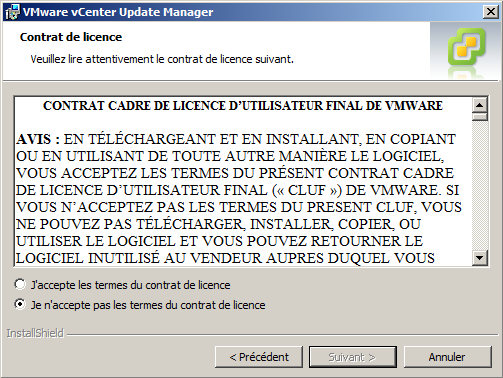 VMware vCenter Update Manager
Contrat de licence
Veuillez lire attentivement le contrat de licence suivant.
CONTRAT CADRE DE LICENCE D'UTILISATEUR FINAL DE VMWARE
AVIS : EN TÉLÉCHARGEANT ET EN INSTALLANT, EN COPIANT
OU EN UTILISANT DE TOUTE AUTRE MANIÈRE LE LOGICIEL,
VOUS ACCEPTEZ LES TERMES DU PRÉSENT CONTRAT CADRE
DE LICENCE D'UTILISATEUR FINAL (« CLUF ») DE VMWARE. SI
VOUS N'ACCEPTEZ PAS LES TERMES DU PRESENT CLUF, VOUS
NE POUVEZ PAS TÉLÉCHARGER, INSTALLER, COPIER, OU
UTILISER LE LOGICIEL ET VOUS POUVEZ RETOURNER LE
LOGICIEL INUTILISÉ AU VENDEUR AUPRES DUQUEL VOUS
J'accepte les termes du contrat de licence
Je n'accepte pas les termes du contrat de licence
InstallShield
< Précédent
Suivant >
Annuler